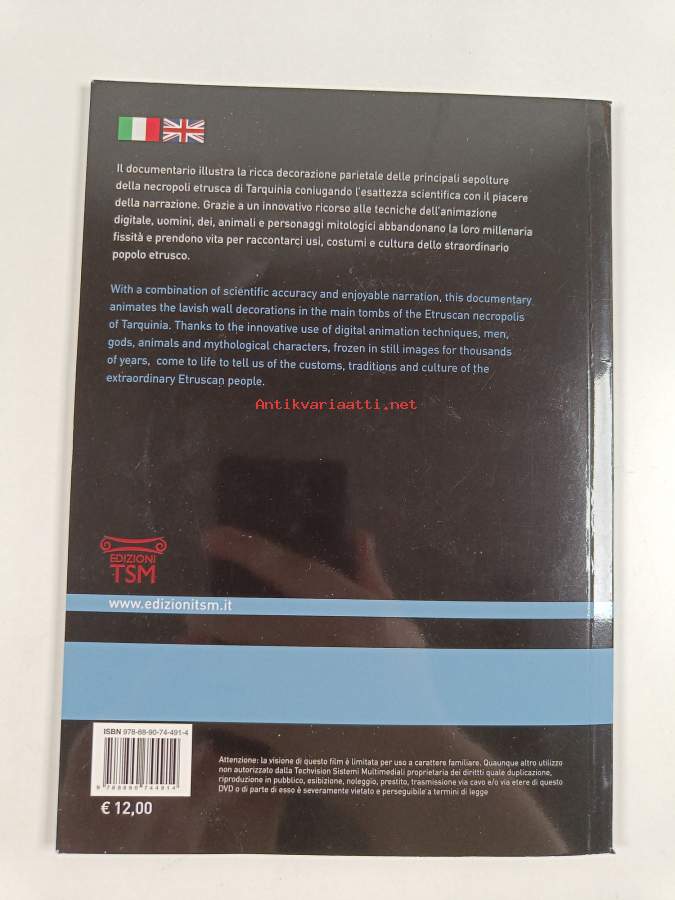 Il documentario illustra la ricca decorazione parietale delle principali sepolture
della necropoli etrusca di Tarquinia coniugando l'esattezza scientifica con il piacere
della narrazione. Grazie a un innovativo ricorso alle tecniche dell'animazione
digitale, uomini, dei, animali e personaggi mitologici abbandonano la loro millenaria
fissità e prendono vita per raccontarci usi, costumi e cultura dello straordinario
popolo etrusco.
With a combination of scientific accuracy and enjoyable narration, this documentary
animates the lavish wall decorations in the main tombs of the Etruscan necropolis
of Tarquinia. Thanks to the innovative use of digital animation techniques, men,
gods, animals and mythological characters, frozen in still images for thousands
of years, come to life to tell us of the customs, traditions and culture of the
extraordinary Etruscan people.
Antikvariaatti.net
EDIZIONI
TSM
www.edizionitsm.it
ISBN 978-88-90-74-491-4
9 788890 744914
€ 12,00
Attenzione: la visione di questo film è limitata per uso a carattere familiare. Quaunque altro utilizzo
non autorizzato dalla Techvision Sistemi Multimediali proprietaria dei diritti quale duplicazione,
riproduzione in pubblico, esibizione, noleggio, prestito, trasmissione via cavo e/o via etere di questo
DVD o di parte di esso è severamente vietato e perseguibile a termini di legge